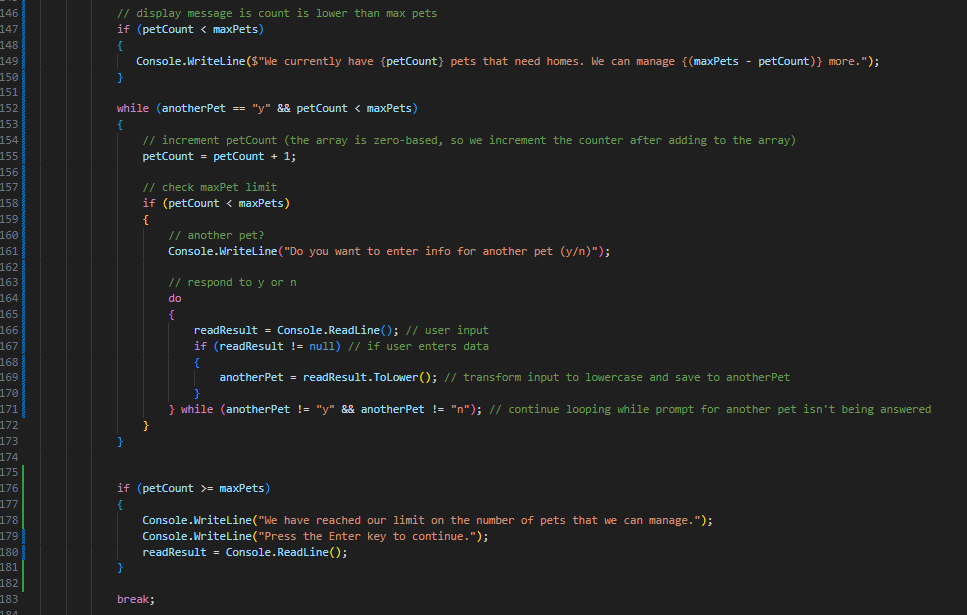 146 // display message is count is lower than max pets
147 if (petCount < maxPets)
148 {
149 Console.WriteLine($"We currently have {petCount} pets that need homes. We can manage {(maxPets - petCount)} more.");
150 }
151
152 while (anotherPet == "y" && petCount < maxPets)
153 {
154 // increment petCount (the array is zero-based, so we increment the counter after adding to the array)
155 petCount = petCount + 1;
156
157 // check maxPet limit
158 if (petCount < maxPets)
159 {
160 // another pet?
161 Console.WriteLine("Do you want to enter info for another pet (y/n)");
162
163 // respond to y or n
164 do
165 {
166 readResult = Console.ReadLine(); // user input
167 if (readResult != null) // if user enters data
168 {
169 anotherPet = readResult.ToLower(); // transform input to lowercase and save to anotherPet
170 }
171 } while (anotherPet != "y" && anotherPet != "n"); // continue looping while prompt for another pet isn't being answered
172 }
173 }
174
175
176 if (petCount >= maxPets)
177 {
178 Console.WriteLine("We have reached our limit on the number of pets that we can manage.");
179 Console.WriteLine("Press the Enter key to continue.");
180 readResult = Console.ReadLine();
181 }
182
183 break;